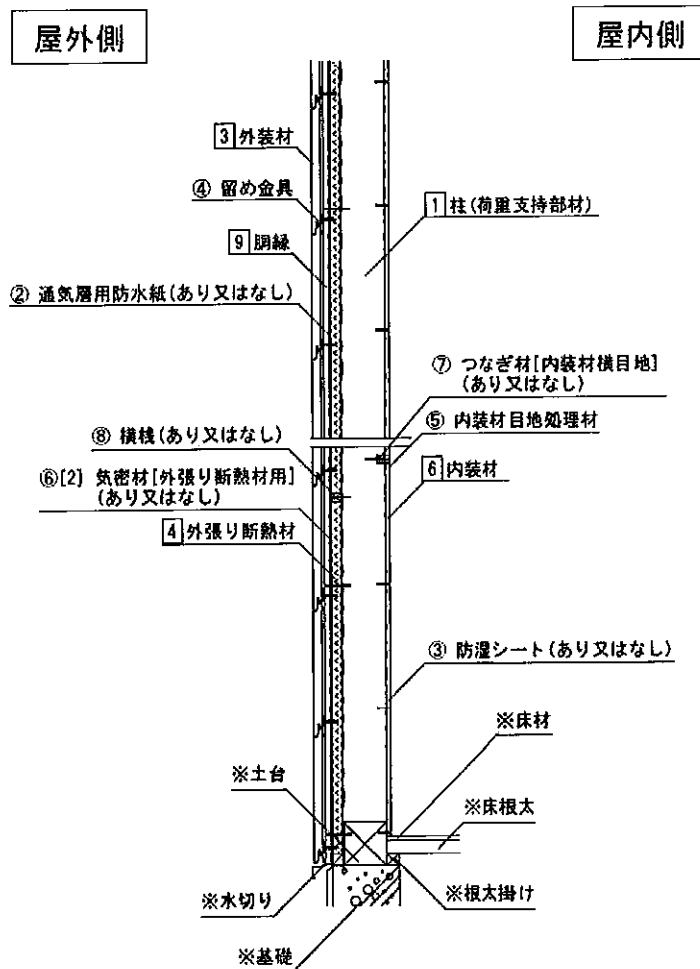 屋外側
屋内側
3 外装材
④ 留め金具
1 柱(荷重支持部材)
9 胴縁
② 通気層用防水紙(あり又はなし)
⑦ つなぎ材[内装材横目地]
(あり又はなし)
⑧ 横桟(あり又はなし)
⑤ 内装材目地処理材
⑥[2] 気密材[外張り断熱材用]
(あり又はなし)
6 内装材
4 外張り断熱材
③ 防湿シート(あり又はなし)
※床材
※土台
※床根太
※水切り
※根太掛け
※基礎